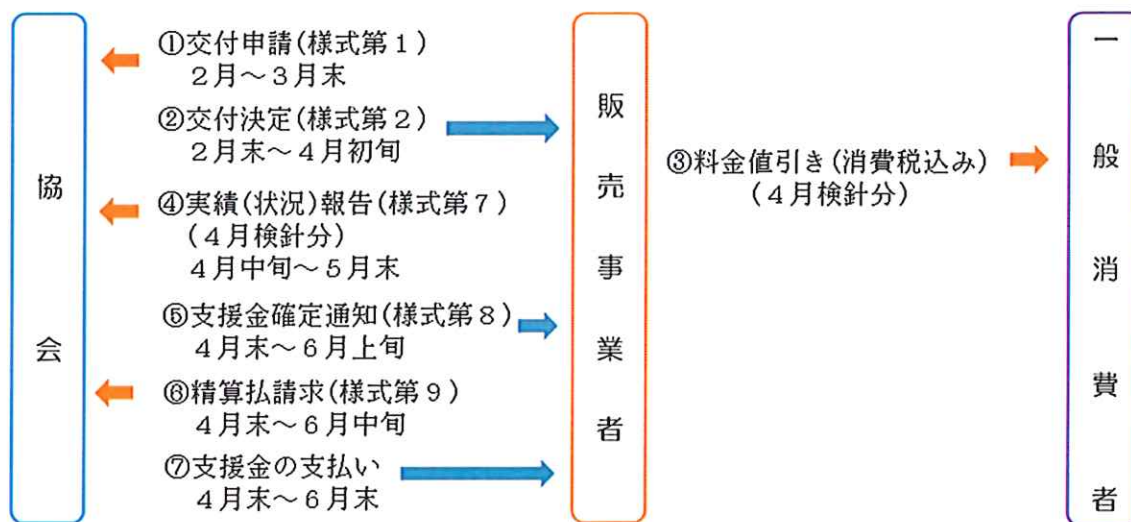 協会
①交付申請(様式第1)
2月～3月末
②交付決定(様式第2)
2月末～4月初旬
④実績(状況)報告(様式第7)
(4月検針分)
4月中旬～5月末
⑤支援金確定通知(様式第8)
4月末～6月上旬
⑥精算払請求(様式第9)
4月末～6月中旬
⑦支援金の支払い
4月末～6月末
販売事業者
③料金値引き(消費税込み)
(4月検針分)
一般消費者